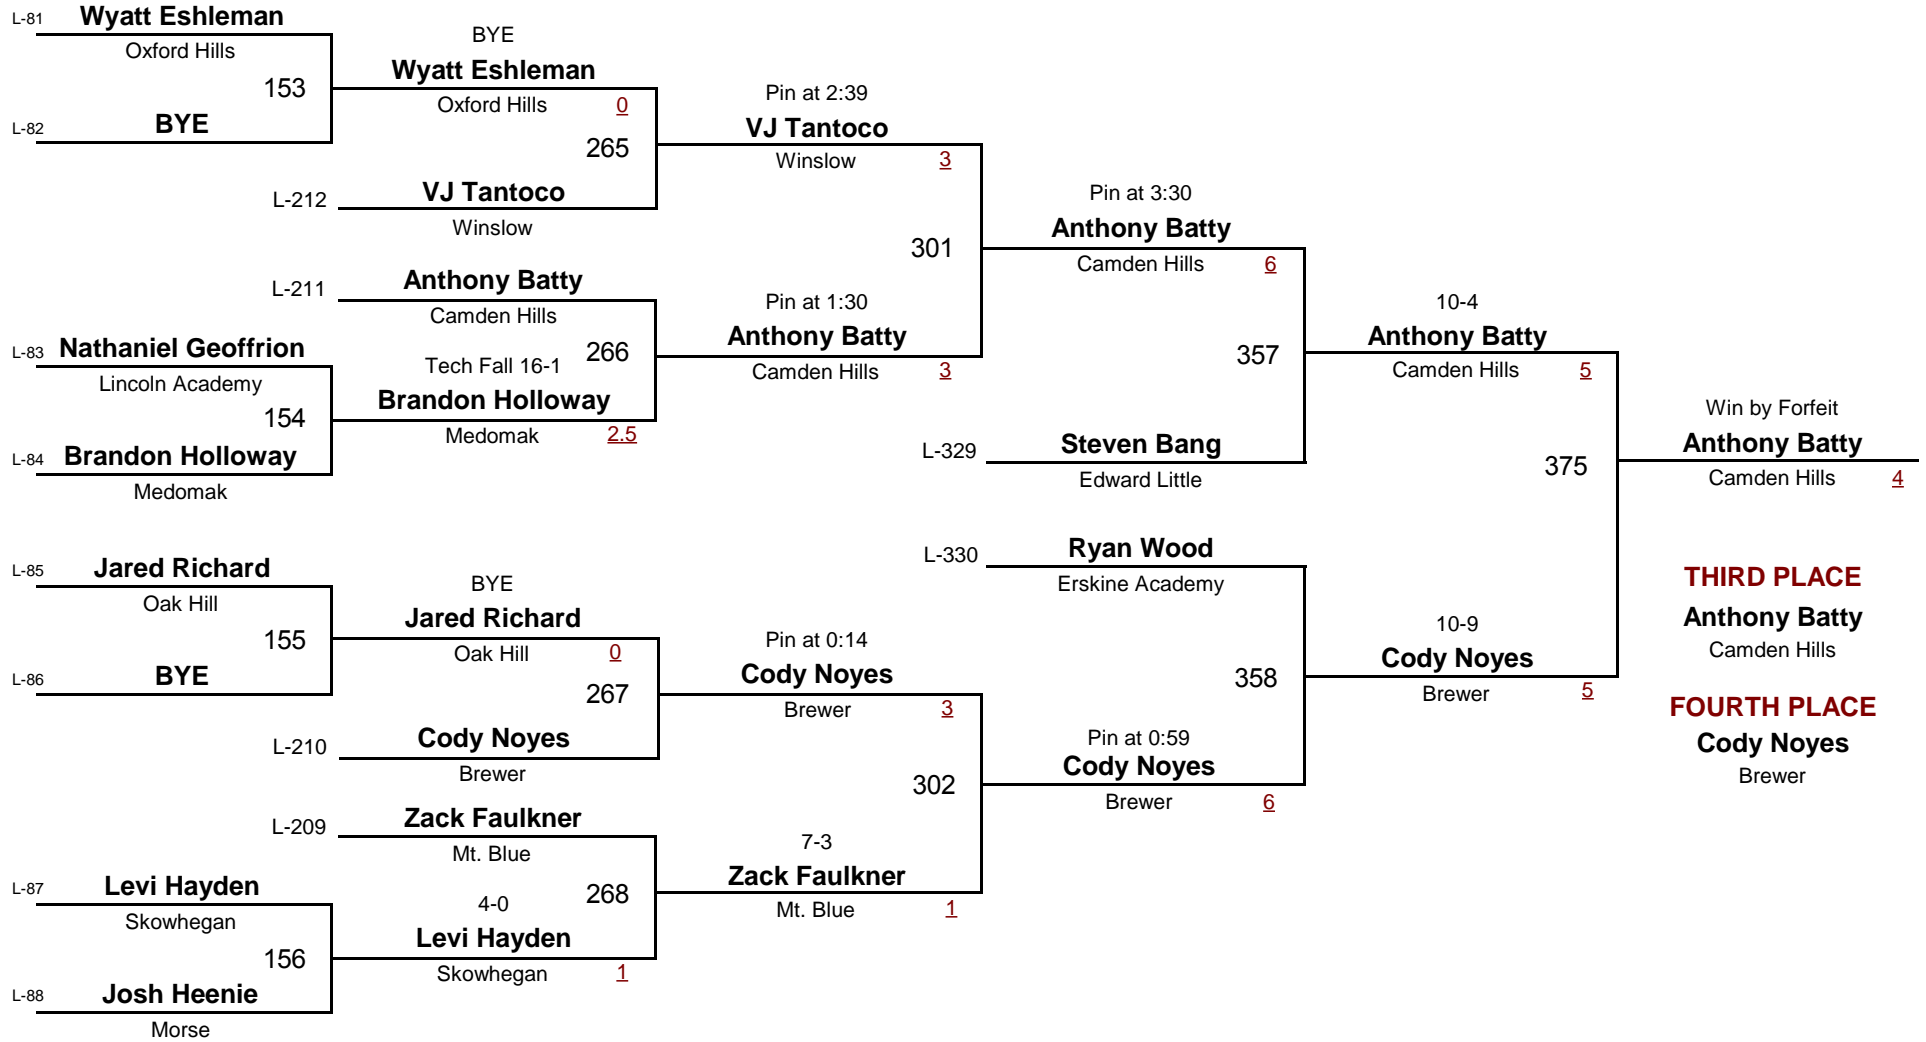 L-81 Wyatt Eshleman
Oxford Hills
153
L-82 BYE
BYE
Wyatt Eshleman
Oxford Hills 0
265
L-212 VJ Tantoco
Winslow
Pin at 2:39
VJ Tantoco
Winslow 3
301
L-211 Anthony Batty
Camden Hills
266
L-83 Nathaniel Geoffrion
Lincoln Academy
154
L-84 Brandon Holloway
Medomak
Tech Fall 16-1
Brandon Holloway
Medomak 2.5
Pin at 1:30
Anthony Batty
Camden Hills 3
Pin at 3:30
Anthony Batty
Camden Hills 6
357
L-329 Steven Bang
Edward Little
10-4
Anthony Batty
Camden Hills 5
375
Win by Forfeit
Anthony Batty
Camden Hills 4
L-85 Jared Richard
Oak Hill
155
L-86 BYE
BYE
Jared Richard
Oak Hill 0
267
L-210 Cody Noyes
Brewer
Pin at 0:14
Cody Noyes
Brewer 3
302
L-209 Zack Faulkner
Mt. Blue
268
L-87 Levi Hayden
Skowhegan
156
L-88 Josh Heenie
Morse
4-0
Levi Hayden
Skowhegan 1
7-3
Zack Faulkner
Mt. Blue 1
L-330 Ryan Wood
Erskine Academy
358
Pin at 0:59
Cody Noyes
Brewer 6
10-9
Cody Noyes
Brewer 5
THIRD PLACE
Anthony Batty
Camden Hills
FOURTH PLACE
Cody Noyes
Brewer